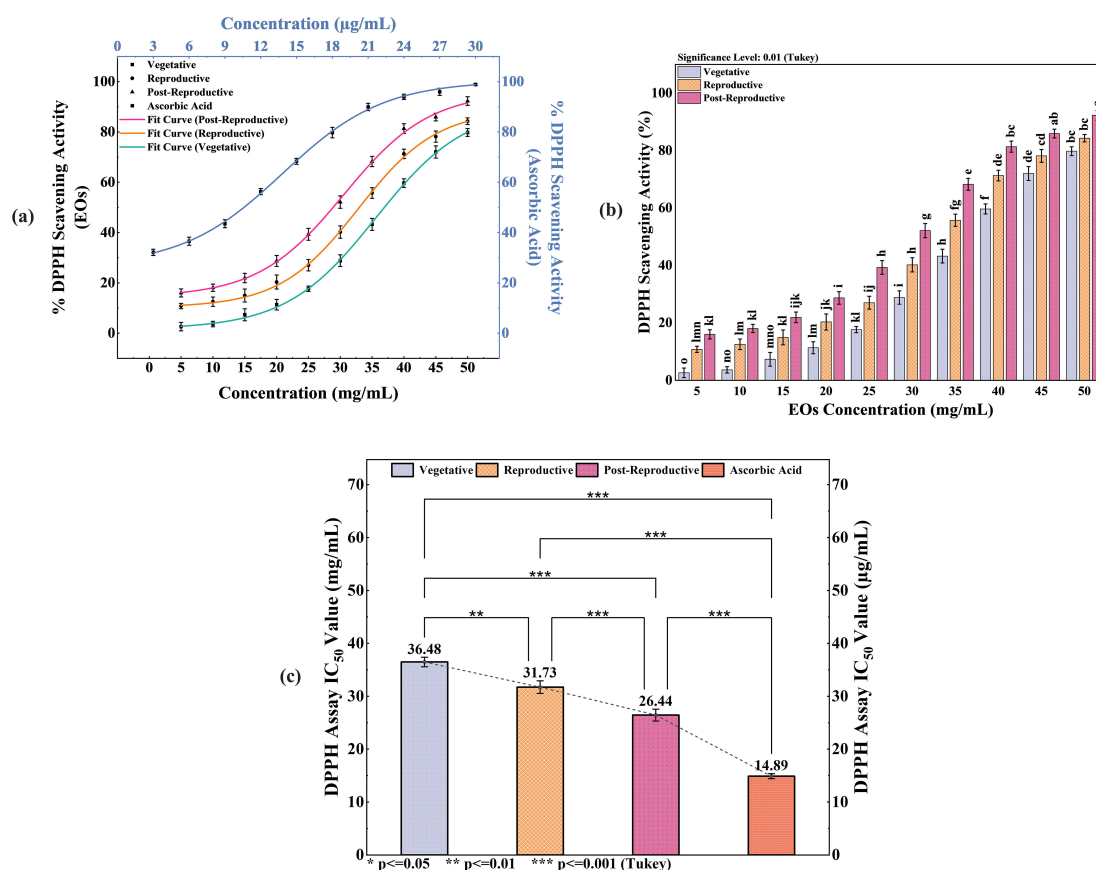 Concentration (µg/mL)
0 3 6 9 12 15 18 21 24 27 30
Vegetative
Reproductive
Post-Reproductive
Ascorbic Acid
Fit Curve (Post-Reproductive)
Fit Curve (Reproductive)
Fit Curve (Vegetative)
100
80
60
40
20
0
% DPPH Scavening Activity
(EOs)
100
80
60
40
20
0
% DPPH Scavening Activity
(Ascorbic Acid)
(a)
0 5 10 15 20 25 30 35 40 45 50
Concentration (mg/mL)
Significance Level: 0.01 (Tukey)
Vegetative
Reproductive
Post-Reproductive
100
80
60
40
20
0
DPPH Scavenging Activity (%)
(b)
o lmn kl
no lm kl
mno kl ijk
lm jk i
kl ij h
i h g
h fg e
f de bc
de cd ab
bc bc
5 10 15 20 25 30 35 40 45 50
EOs Concentration (mg/mL)
Vegetative Reproductive Post-Reproductive Ascorbic Acid
70
60
50
40
30
20
10
0
DPPH Assay IC50 Value (mg/mL)
70
60
50
40
30
20
10
0
DPPH Assay IC50 Value (µg/mL)
(c)
***
***
***
** *** ***
36.48
31.73
26.44
14.89
* p<=0.05 ** p<=0.01 *** p<=0.001 (Tukey)